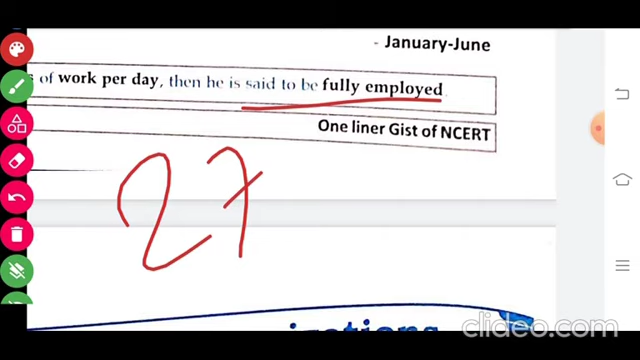 - January-June
of work per day, then he is said to be fully employed
One liner Gist of NCERT
27
clideo.com